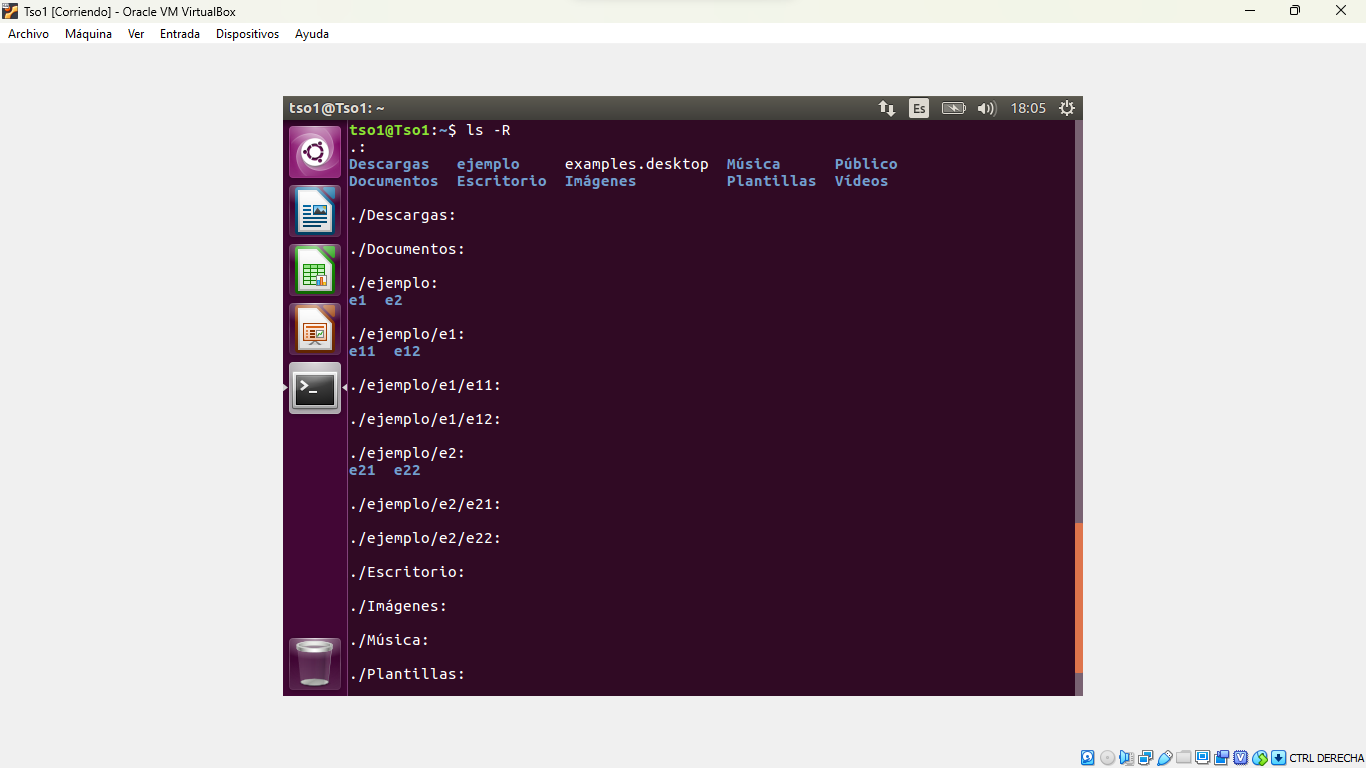 Tso1 [Corriendo] - Oracle VM VirtualBox
Archivo Máquina Ver Entrada Dispositivos Ayuda
tso1@Tso1: ~ Es 18:05
tso1@Tso1:~$ ls -R
.:
Descargas ejemplo examples.desktop Música Público
Documentos Escritorio Imágenes Plantillas Vídeos
./Descargas:
./Documentos:
./ejemplo:
e1 e2
./ejemplo/e1:
e11 e12
./ejemplo/e1/e11:
./ejemplo/e1/e12:
./ejemplo/e2:
e21 e22
./ejemplo/e2/e21:
./ejemplo/e2/e22:
./Escritorio:
./Imágenes:
./Música:
./Plantillas:
CTRL DERECHA